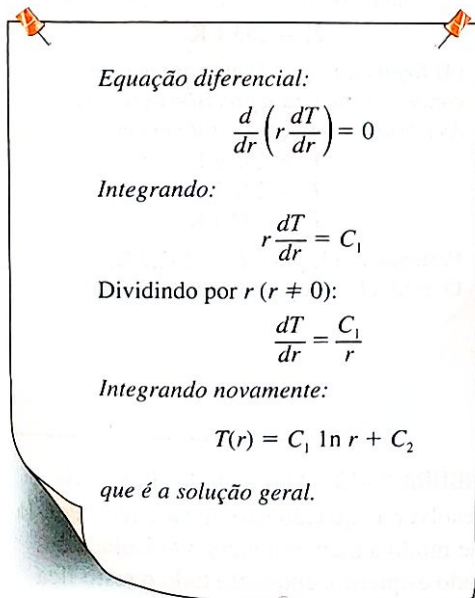 Equação diferencial:
d/dr (r dT/dr) = 0
Integrando:
r dT/dr = C₁
Dividindo por r (r ≠ 0):
dT/dr = C₁/r
Integrando novamente:
T(r) = C₁ ln r + C₂
que é a solução geral.